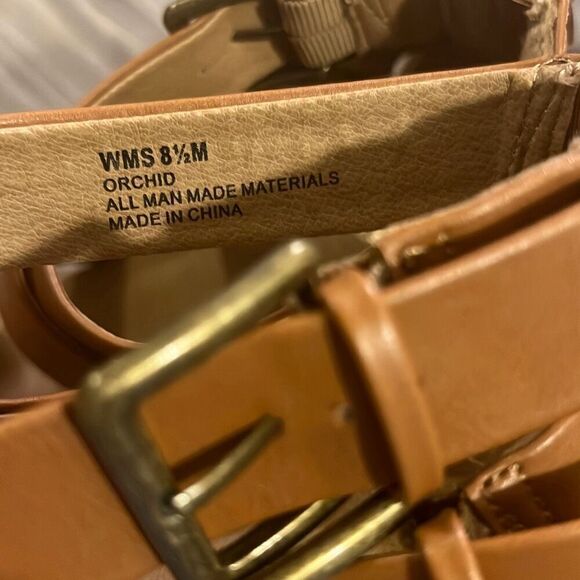 WMS 8½M
ORCHID
ALL MAN MADE MATERIALS
MADE IN CHINA